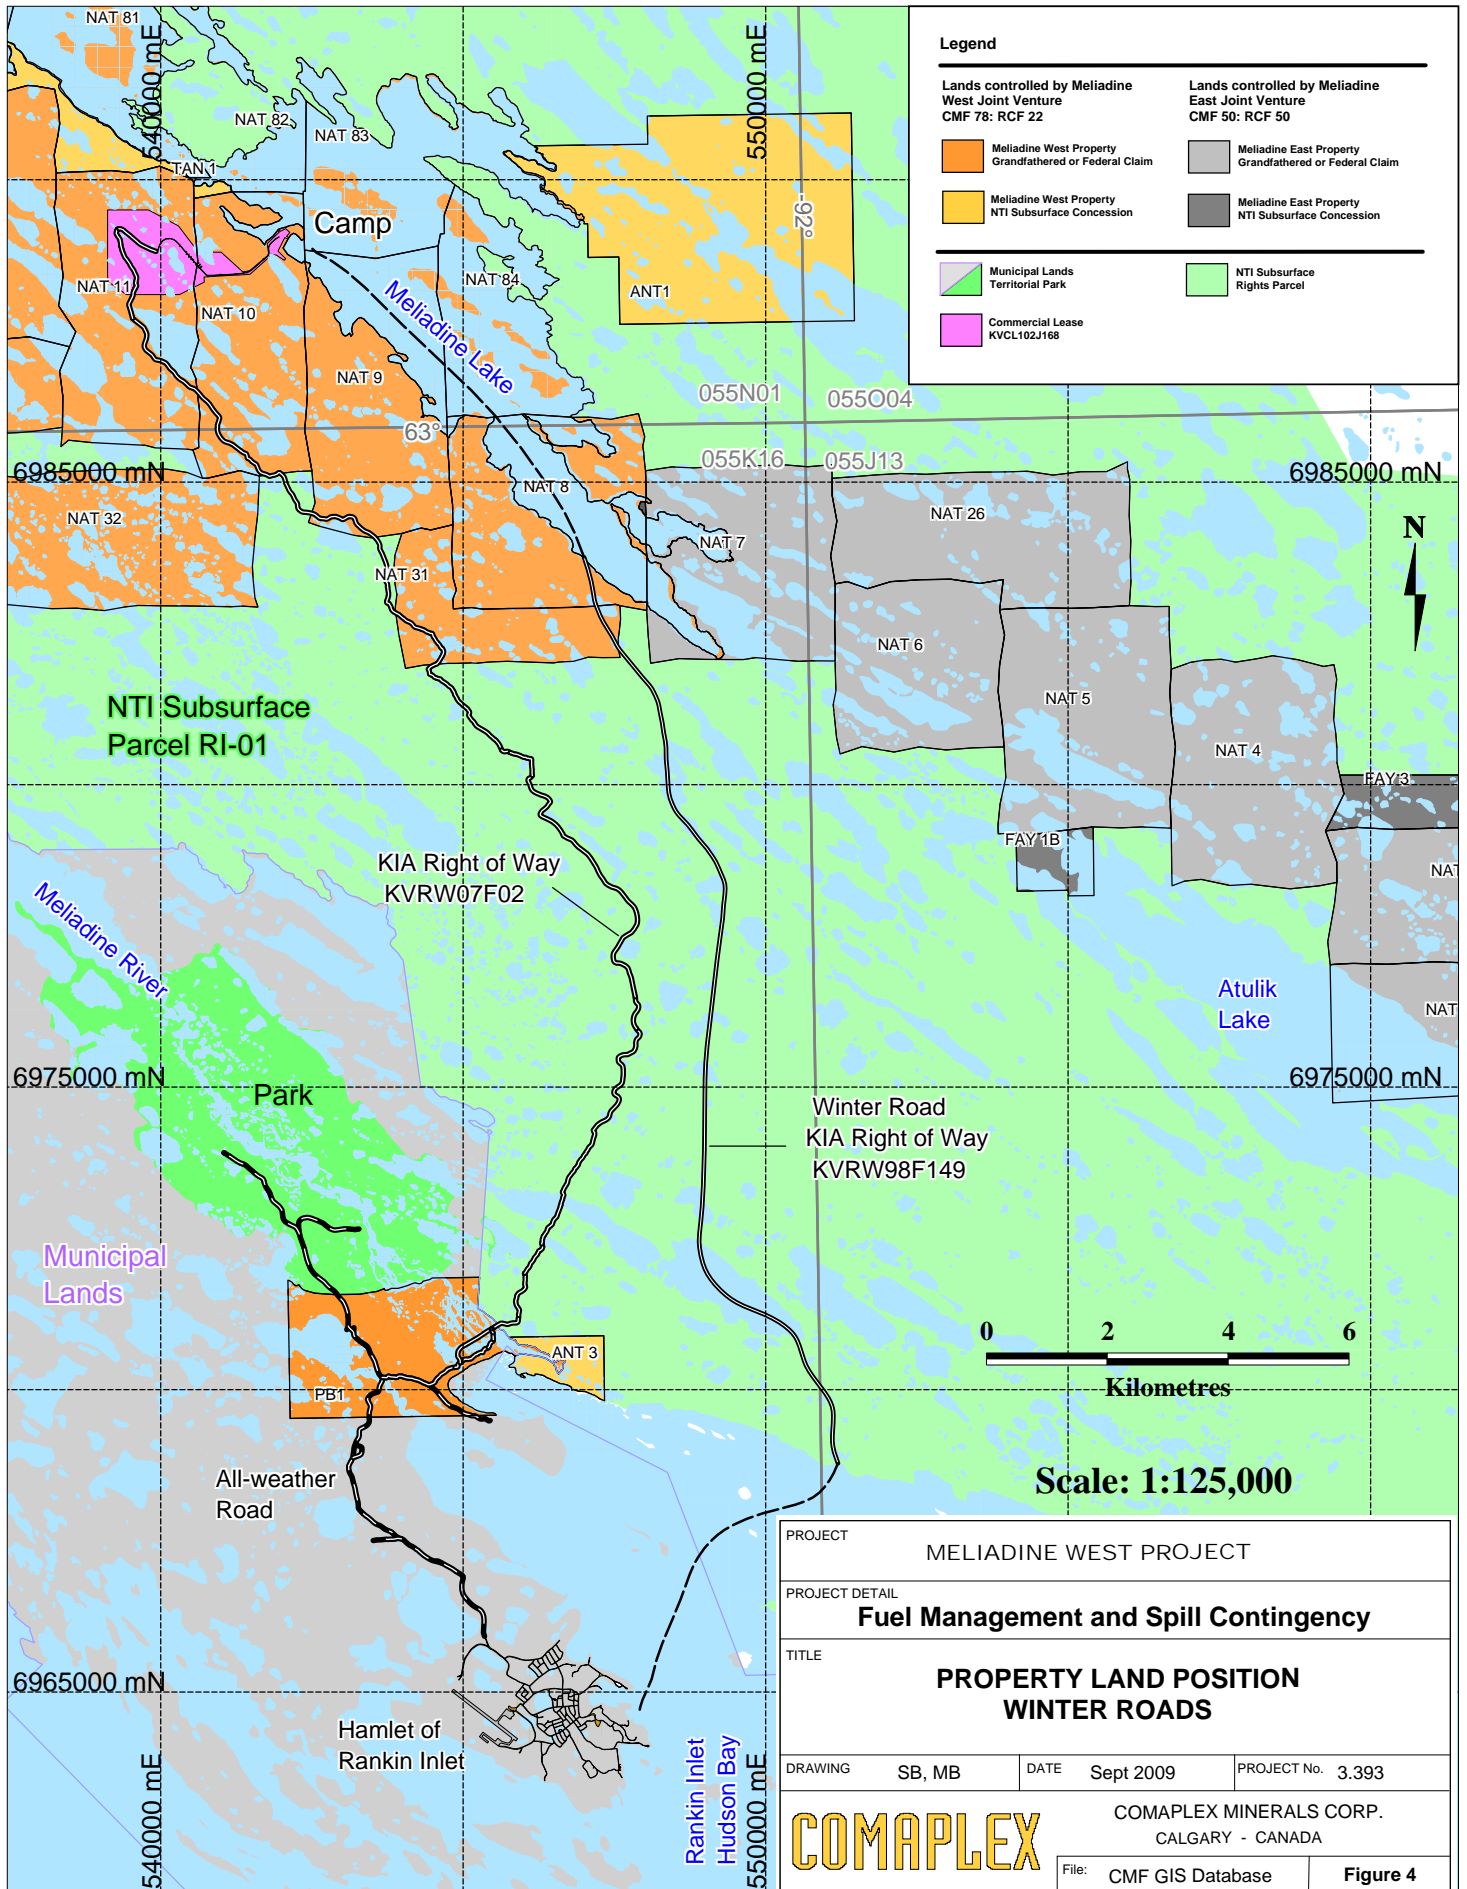 NAT 81
540000 mE
550000 mE
NAT 82
NAT 83
TAN 1
Camp
-92°
NAT 11
NAT 10
NAT 84
ANT1
Meliadine Lake
NAT 9
055N01
055O04
63°
055K16
055J13
6985000 mN
6985000 mN
NAT 8
NAT 32
NAT 26
NAT 7
NAT 31
N
NAT 6
NAT 5
NTI Subsurface
Parcel RI-01
NAT 4
FAY 3
FAY 1B
KIA Right of Way
KVRW07F02
NAT
Meliadine River
Atulik
Lake
NAT
6975000 mN
6975000 mN
Park
Winter Road
KIA Right of Way
KVRW98F149
Municipal
Lands
0 2 4 6
Kilometres
ANT 3
PB1
All-weather
Road
Scale: 1:125,000
6965000 mN
Hamlet of
Rankin Inlet
Rankin Inlet
Hudson Bay
540000 mE
550000 mE
Legend
Lands controlled by Meliadine
West Joint Venture
CMF 78: RCF 22
Meliadine West Property
Grandfathered or Federal Claim
Meliadine West Property
NTI Subsurface Concession
Lands controlled by Meliadine
East Joint Venture
CMF 50: RCF 50
Meliadine East Property
Grandfathered or Federal Claim
Meliadine East Property
NTI Subsurface Concession
Municipal Lands
Territorial Park
NTI Subsurface
Rights Parcel
Commercial Lease
KVCL102J168
PROJECT
MELIADINE WEST PROJECT
PROJECT DETAIL
Fuel Management and Spill Contingency
TITLE
PROPERTY LAND POSITION
WINTER ROADS
DRAWING SB, MB DATE Sept 2009 PROJECT No. 3.393
COMAPLEX
COMAPLEX MINERALS CORP.
CALGARY - CANADA
File: CMF GIS Database Figure 4